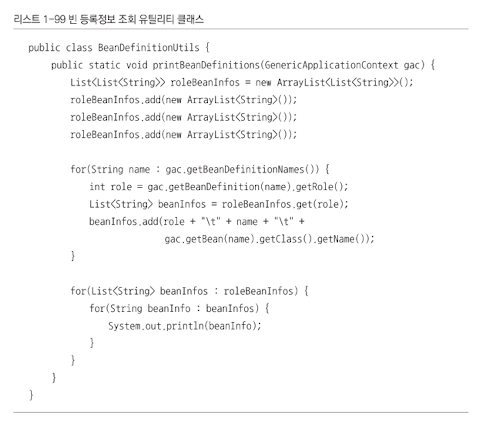 리스트 1-99 빈 등록정보 조회 유틸리티 클래스
public class BeanDefinitionUtils {
public static void printBeanDefinitions(GenericApplicationContext gac) {
List<List<String>> roleBeanInfos = new ArrayList<List<String>>();
roleBeanInfos.add(new ArrayList<String>());
roleBeanInfos.add(new ArrayList<String>());
roleBeanInfos.add(new ArrayList<String>());
for(String name : gac.getBeanDefinitionNames()) {
int role = gac.getBeanDefinition(name).getRole();
List<String> beanInfos = roleBeanInfos.get(role);
beanInfos.add(role + "\t" + name + "\t" +
gac.getBean(name).getClass().getName());
}
for(List<String> beanInfos : roleBeanInfos) {
for(String beanInfo : beanInfos) {
System.out.println(beanInfo);
}
}
}
}